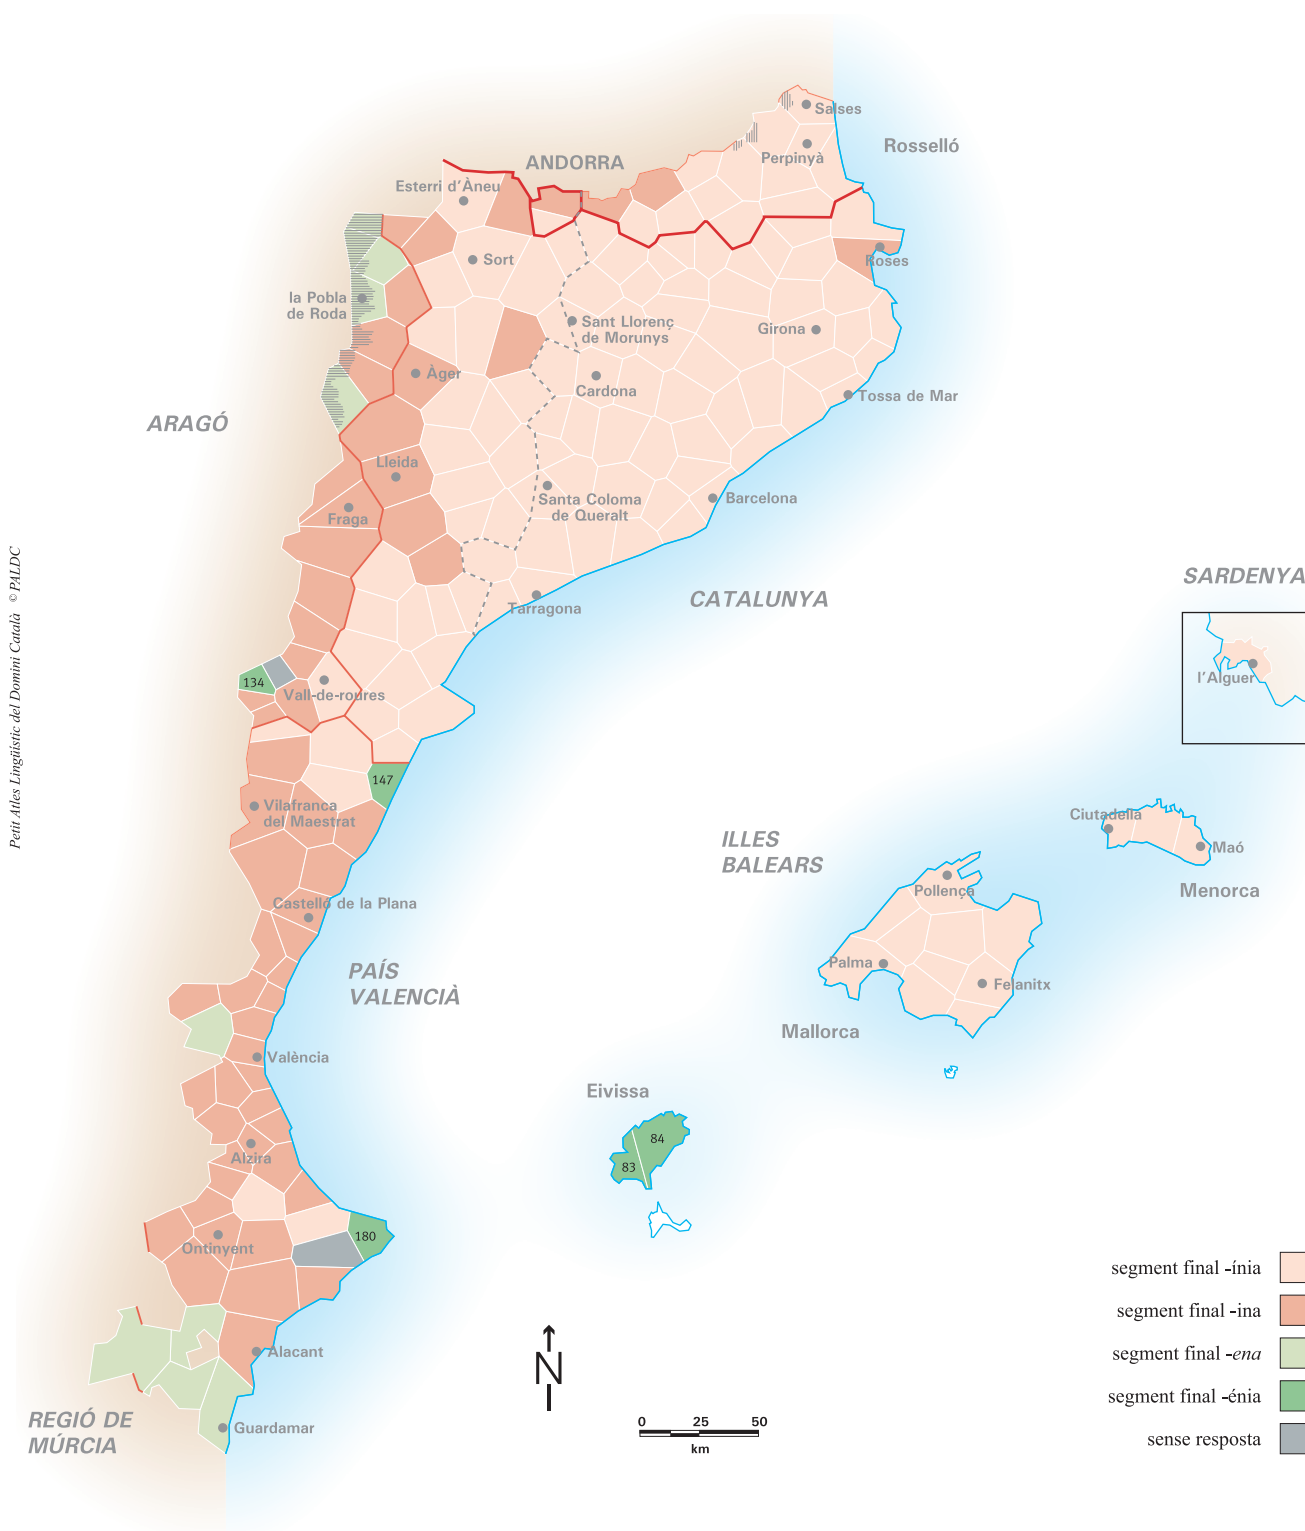 Salses
Rosselló
Perpinyà
ANDORRA
Esterri d'Àneu
Sort
Roses
la Pobla
de Roda
Sant Llorenç
de Morunys
Girona
Àger
Cardona
Tossa de Mar
ARAGÓ
Lleida
Santa Coloma
de Queralt
Barcelona
Fraga
Petit Atles Lingüístic del Domini Català © PALDC
CATALUNYA
Tarragona
SARDENYA
l'Alguer
134
Vall-de-roures
147
Vilafranca
del Maestrat
ILLES
BALEARS
Ciutadella
Maó
Menorca
Pollença
Castelló de la Plana
PAÍS
VALENCIÀ
Palma
Felanitx
Mallorca
València
Eivissa
84
83
Alzira
180
Ontinyent
segment final -ínia
segment final -ina
segment final -ena
segment final -énia
sense resposta
Alacant
N
REGIÓ DE
MÚRCIA
Guardamar
0 25 50
km